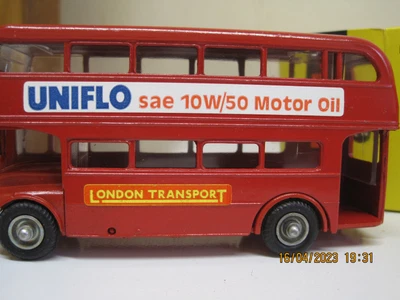 UNIFLO sae 10W/50 Motor Oil
LONDON TRANSPORT
16/04/2023 19:31